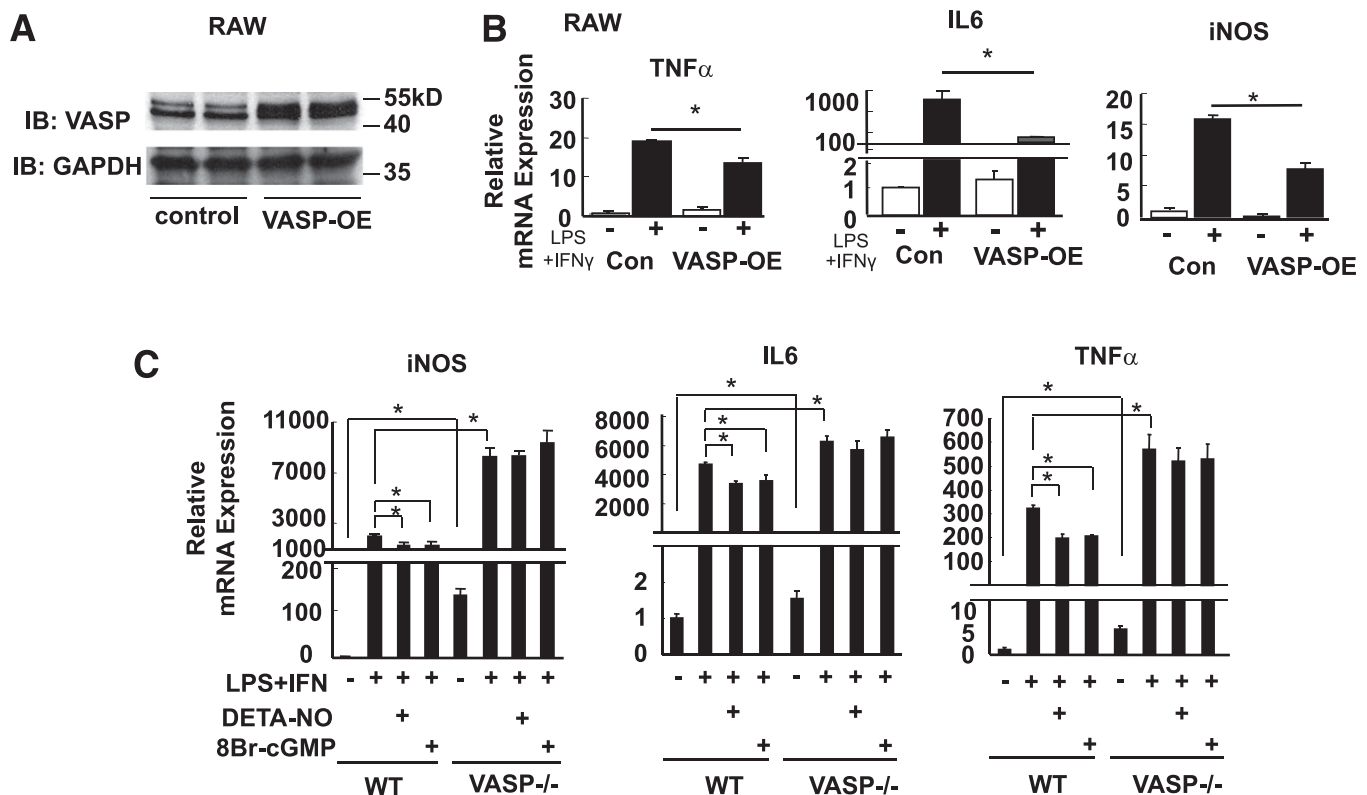 A
RAW
IB: VASP
55kD
40
IB: GAPDH
35
control
VASP-OE
B
RAW
Relative
mRNA Expression
TNFα
30
20
10
0
*
LPS
+IFNγ
- + - +
Con VASP-OE
IL6
1000
100
2
1
0
*
LPS
+IFNγ
- + - +
Con VASP-OE
iNOS
20
15
10
5
0
*
- + - +
Con VASP-OE
C
Relative
mRNA Expression
iNOS
11000
7000
3000
1000
200
100
0
*
*
*
*
IL6
8000
6000
4000
2000
2
1
0
*
*
*
*
TNFα
700
600
500
400
300
200
100
10
5
0
*
*
*
*
LPS+IFN - + + + - + + + - + + + - + + + - + + + - + + +
DETA-NO + + + + + +
8Br-cGMP + + + + + +
WT VASP-/- WT VASP-/- WT VASP-/-